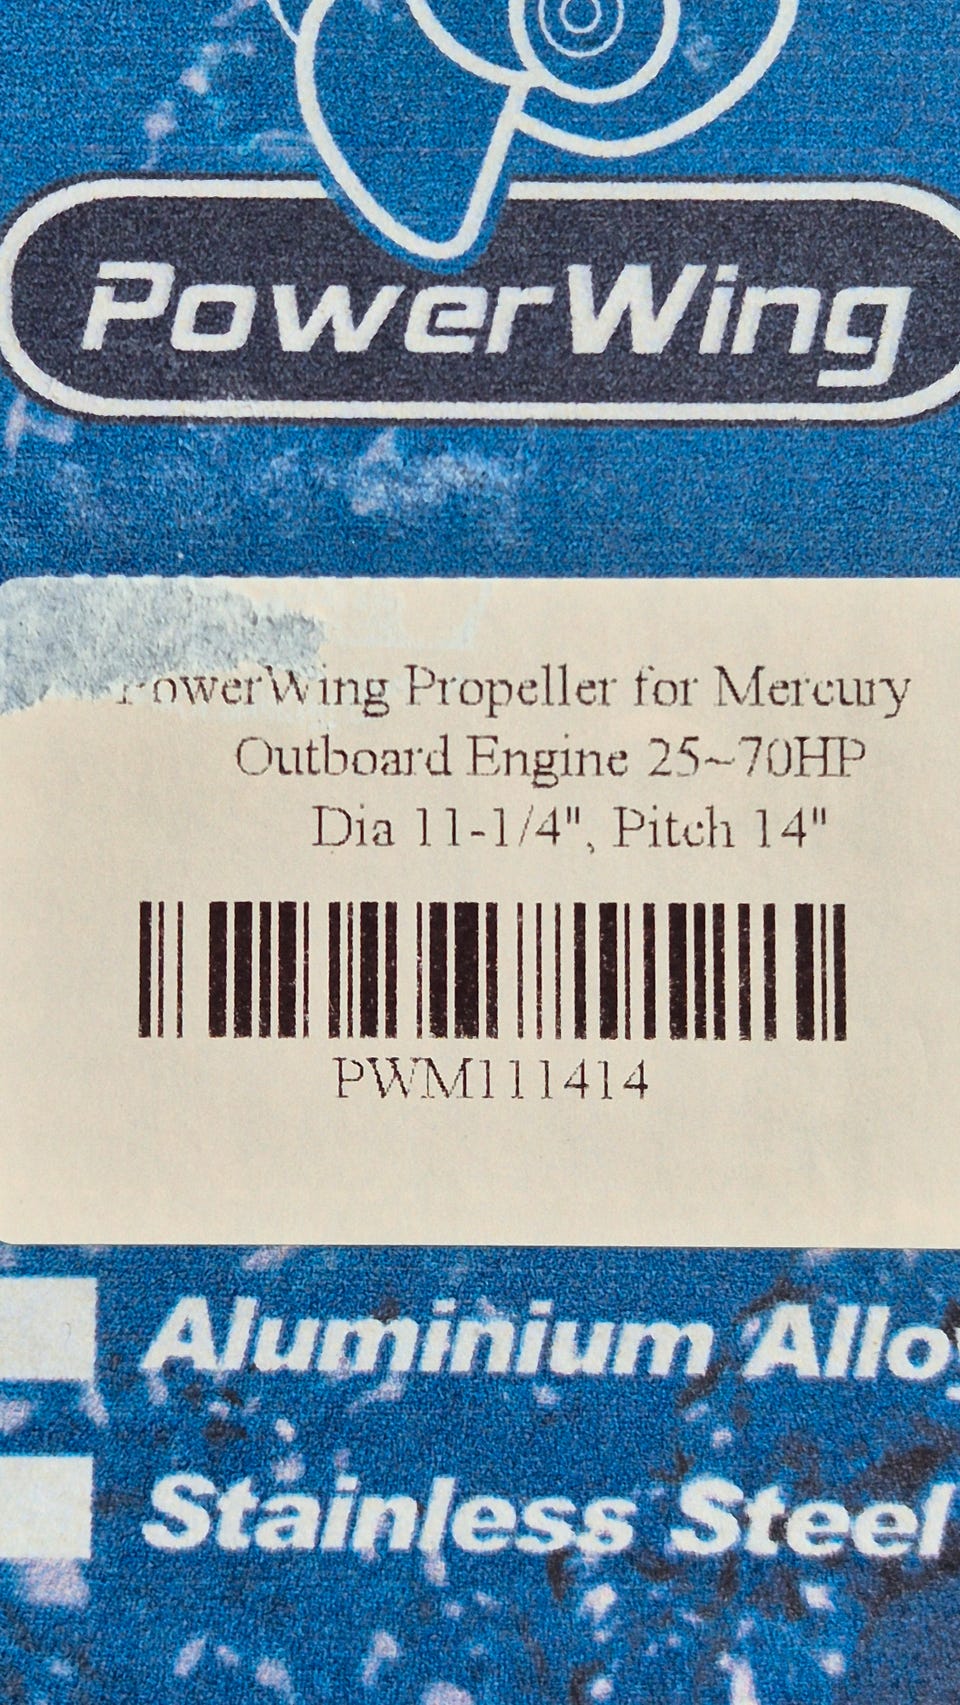 PowerWing
PowerWing Propeller for Mercury
Outboard Engine 25~70HP
Dia 11-1/4", Pitch 14"
PWM111414
Aluminium Alloy
Stainless Steel